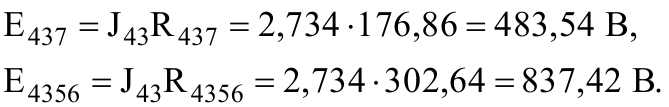 E₄₃₇ = J₄₃R₄₃₇ = 2,734 · 176,86 = 483,54 В,
E₄₃₅₆ = J₄₃R₄₃₅₆ = 2,734 · 302,64 = 837,42 В.